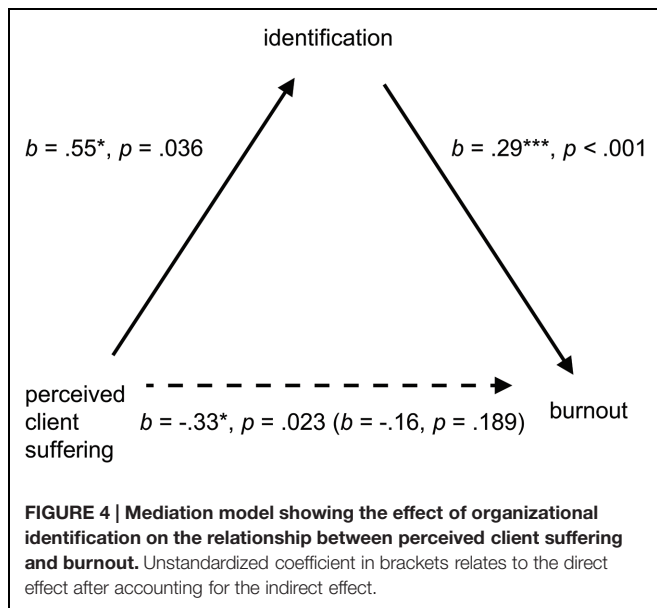 identification
b = .55*, p = .036
b = .29***, p < .001
perceived
client
suffering
burnout
b = -.33*, p = .023 (b = -.16, p = .189)
FIGURE 4 | Mediation model showing the effect of organizational
identification on the relationship between perceived client suffering
and burnout. Unstandardized coefficient in brackets relates to the direct
effect after accounting for the indirect effect.